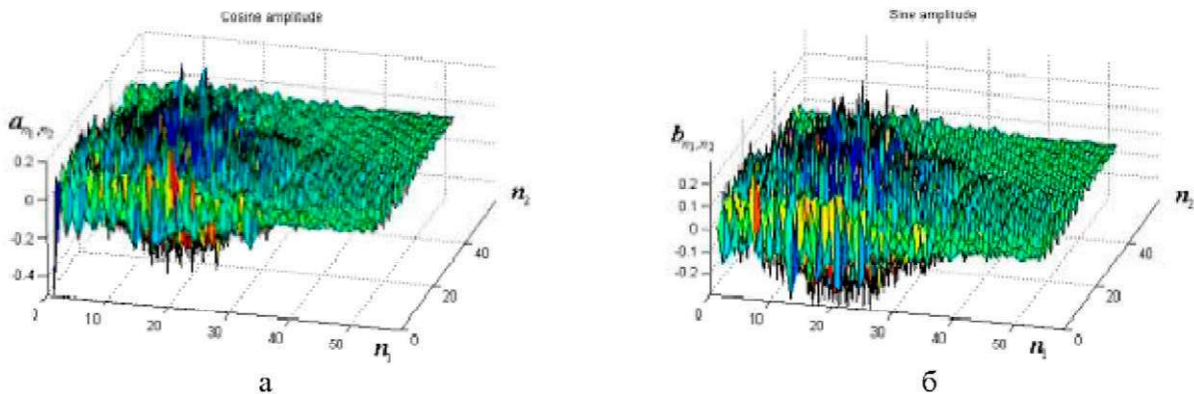 Cosine amplitude
a n₁,n₂
0.2
0
-0.2
-0.4
0 10 20 30 40 50
0 20 40
n₁
n₂
а
Sine amplitude
b n₁,n₂
0.2
0.1
0
-0.1
-0.2
0 10 20 30 40 50
0 20 40
n₁
n₂
б